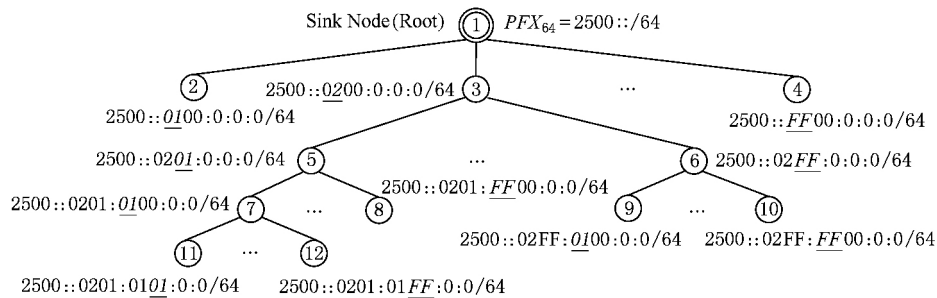 Sink Node(Root) 1 PFX64=2500::/64
2 2500::0200:0:0:0/64 3 ... 4
2500::0100:0:0:0/64 2500::FF00:0:0:0/64
2500::0201:0:0:0/64 5 ... 6 2500::02FF:0:0:0/64
2500::0201:FF00:0:0/64
2500::0201:0100:0:0/64 7 ... 8 9 ... 10
2500::02FF:0100:0:0/64 2500::02FF:FF00:0:0/64
11 ... 12
2500::0201:0101:0:0/64 2500::0201:01FF:0:0/64